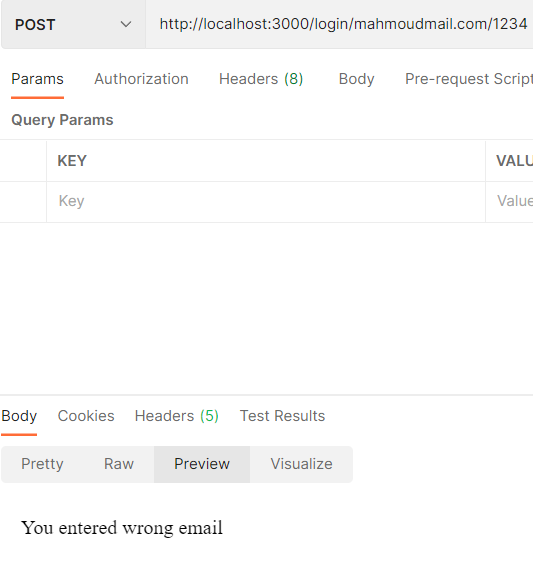 POST http://localhost:3000/login/mahmoudmail.com/1234
Params Authorization Headers (8) Body Pre-request Script
Query Params
KEY VALU
Key Value
Body Cookies Headers (5) Test Results
Pretty Raw Preview Visualize
You entered wrong email